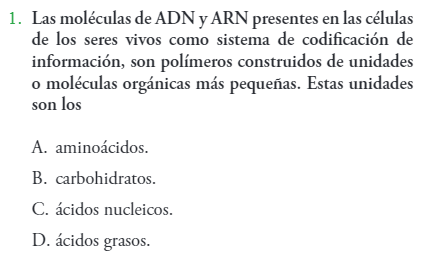 1. Las moléculas de ADN y ARN presentes en las células
de los seres vivos como sistema de codificación de
información, son polímeros construidos de unidades
o moléculas orgánicas más pequeñas. Estas unidades
son los
A. aminoácidos.
B. carbohidratos.
C. ácidos nucleicos.
D. ácidos grasos.